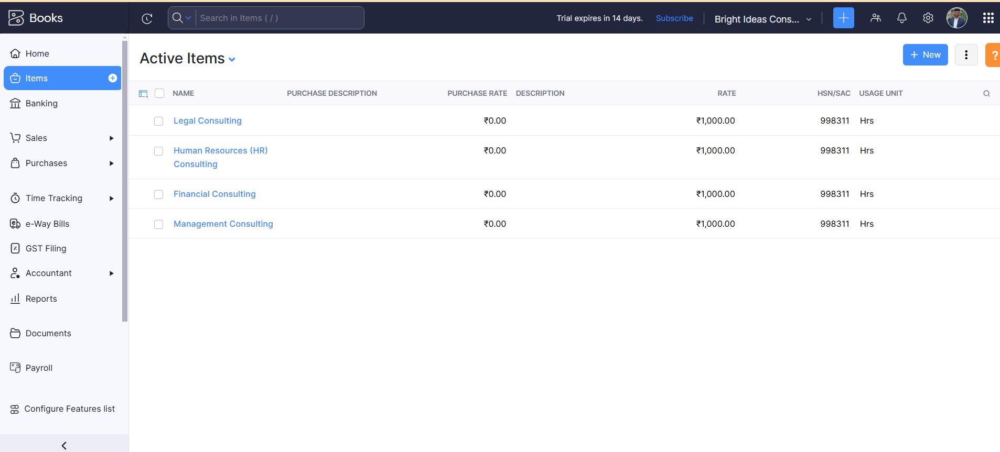 Books
Search in Items ( / )
Trial expires in 14 days. Subscribe
Bright Ideas Cons...
Home
Items
Banking
Sales
Purchases
Time Tracking
e-Way Bills
GST Filing
Accountant
Reports
Documents
Payroll
Configure Features list
Active Items
+ New
?
NAME PURCHASE DESCRIPTION PURCHASE RATE DESCRIPTION RATE HSN/SAC USAGE UNIT
Legal Consulting ₹0.00 ₹1,000.00 998311 Hrs
Human Resources (HR) ₹0.00 ₹1,000.00 998311 Hrs
Consulting
Financial Consulting ₹0.00 ₹1,000.00 998311 Hrs
Management Consulting ₹0.00 ₹1,000.00 998311 Hrs